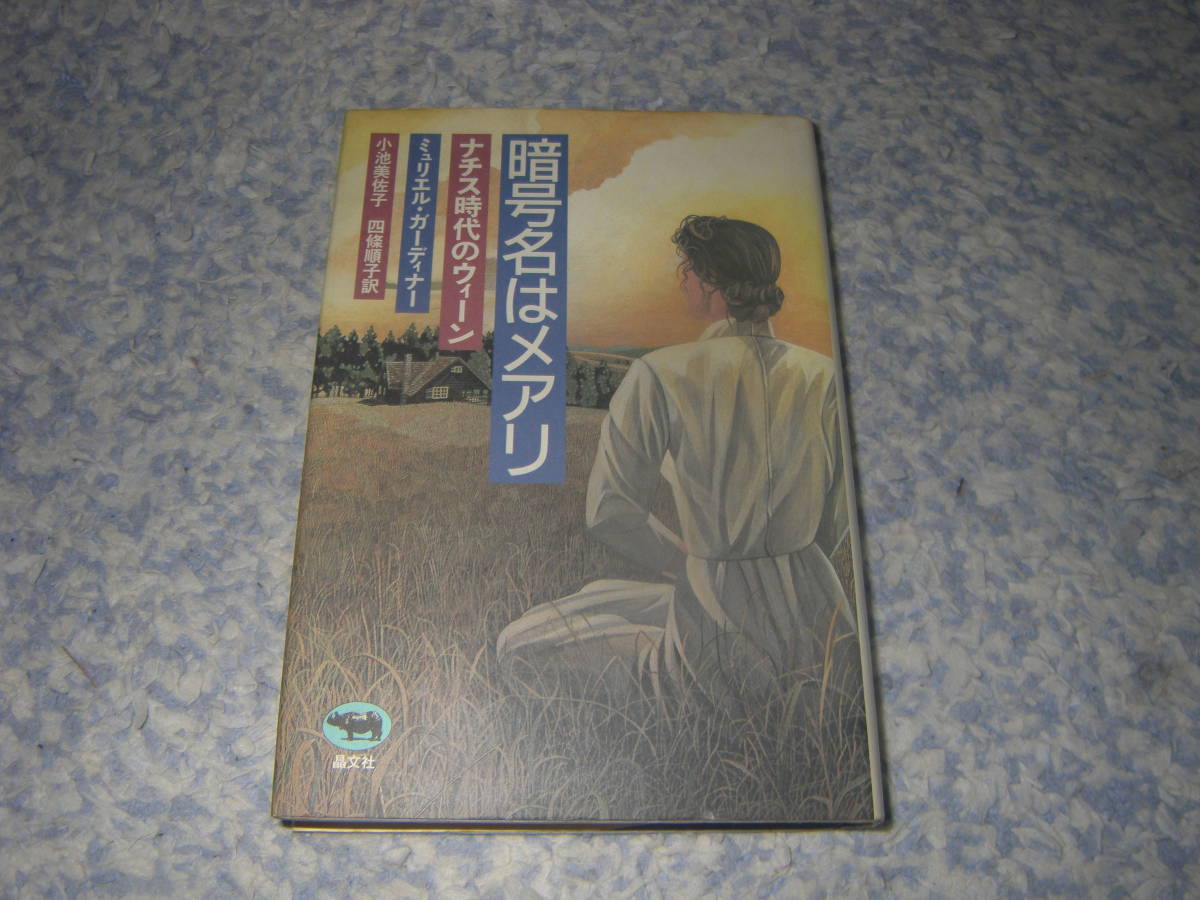 暗号名はメアリ
ナチス時代のウィーン
ミュリエル・ガーディナー
小池美佐子 四條順子訳
晶文社